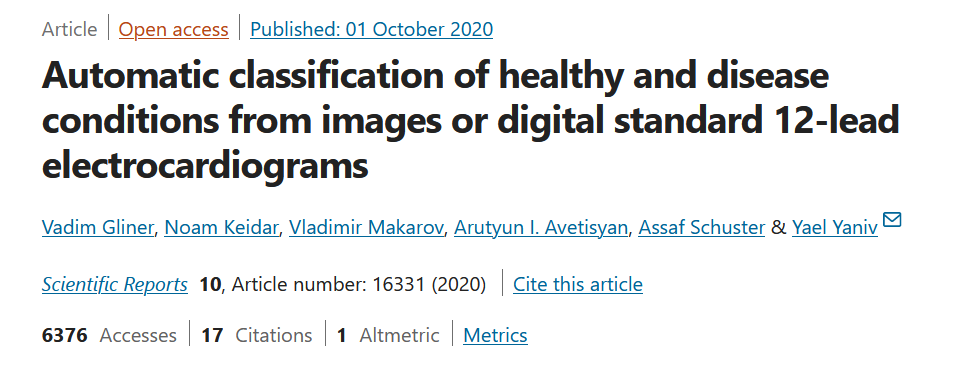 Article | Open access | Published: 01 October 2020
Automatic classification of healthy and disease
conditions from images or digital standard 12-lead
electrocardiograms
Vadim Gliner, Noam Keidar, Vladimir Makarov, Arutyun I. Avetisyan, Assaf Schuster & Yael Yaniv
Scientific Reports 10, Article number: 16331 (2020) | Cite this article
6376 Accesses | 17 Citations | 1 Altmetric | Metrics